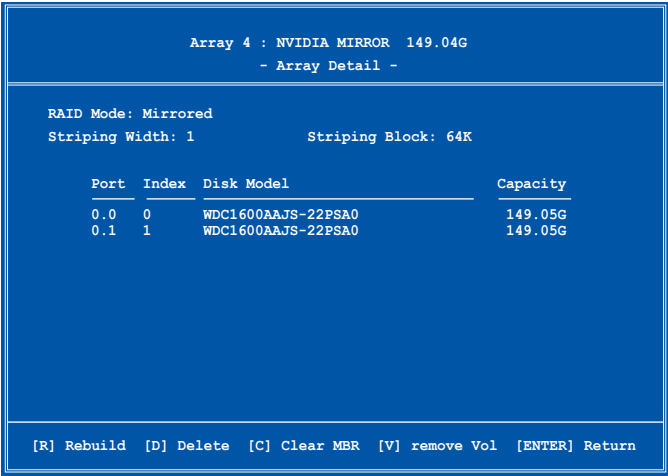 Array 4 : NVIDIA MIRROR 149.04G
- Array Detail -
RAID Mode: Mirrored
Striping Width: 1 Striping Block: 64K
Port Index Disk Model Capacity
0.0 0 WDC1600AAJS-22PSA0 149.05G
0.1 1 WDC1600AAJS-22PSA0 149.05G
[R] Rebuild [D] Delete [C] Clear MBR [V] remove Vol [ENTER] Return